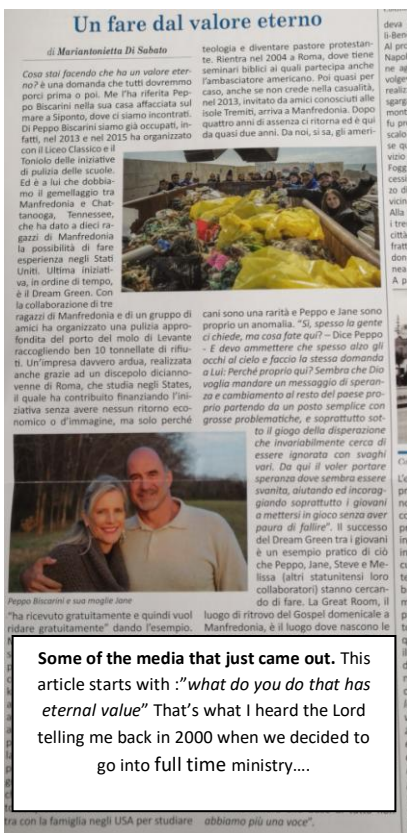 Un fare dal valore eterno
di Mariantonietta Di Sabato
Cosa stai facendo che ha un valore eter-
no? è una domanda che tutti dovremmo
porci prima o poi. Me l'ha riferita Pep-
po Biscarini nella sua casa affacciata sul
mare a Siponto, dove ci siamo incontrati.
Di Peppo Biscarini siamo già occupati, in-
fatti, nel 2013 e nel 2015 ha organizzato
con il Liceo Classico e il
Toniolo delle iniziative
di pulizia delle scuole.
Ed è a lui che dobbia-
mo il gemellaggio tra
Manfredonia e Chat-
tanooga, Tennessee,
che ha dato a dieci ra-
gazzi di Manfredonia
la possibilità di fare
esperienza negli Stati
Uniti. Ultima iniziati-
va, in ordine di tempo,
è il Dream Green. Con
la collaborazione di tre
ragazzi di Manfredonia e di un gruppo di
amici ha organizzato una pulizia appro-
fondita del porto del molo di Levante
raccogliendo ben 10 tonnellate di rifiu-
ti. Un'impresa davvero ardua, realizzata
anche grazie ad un discepolo diciannо-
venne di Roma, che studia negli States,
il quale ha contribuito finanziando l'ini-
ziativa senza avere nessun ritorno eco-
nomico o d'immagine, ma solo perché
Peppo Biscarini e sua moglie Jane
"ha ricevuto gratuitamente e quindi vuol
ridare gratuitamente" dando l'esempio.
tra con la famiglia negli USA per studiare
teologia e diventare pastore protestan-
te. Rientra nel 2004 a Roma, dove tiene
seminari biblici ai quali partecipa anche
l'ambasciatore americano. Poi quasi per
caso, anche se non crede nella casualità,
nel 2013, invitato da amici conosciuti alle
isole Tremiti, arriva a Manfredonia. Dopo
quattro anni di assenza ci ritorna ed è qui
da quasi due anni. Da noi, si sa, gli ameri-
cani sono una rarità e Peppo e Jane sono
proprio un anomalia. "Sì, spesso la gente
ci chiede, ma cosa fate qui? – Dice Peppo
- E devo ammettere che spesso alzo gli
occhi al cielo e faccio la stessa domanda
a Lui: Perché proprio qui? Sembra che Dio
voglia mandare un messaggio di speran-
za e cambiamento al resto del paese pro-
prio partendo da un posto semplice con
grosse problematiche, e soprattutto sot-
to il giogo della disperazione
che invariabilmente cerca di
essere ignorata con svaghi
vari. Da qui il voler portare
speranza dove sembra essere
svanita, aiutando ed incorag-
giando soprattutto i giovani
a mettersi in gioco senza aver
paura di fallire". Il successo
del Dream Green tra i giovani
è un esempio pratico di ciò
che Peppo, Jane, Steve e Me-
lissa (altri statunitensi loro
collaboratori) stanno cercan-
do di fare. La Great Room, il
luogo di ritrovo del Gospel domenicale a
Manfredonia, è il luogo dove nascono le
abbiamo più una voce".
Some of the media that just came out. This
article starts with :"what do you do that has
eternal value" That's what I heard the Lord
telling me back in 2000 when we decided to
go into full time ministry....